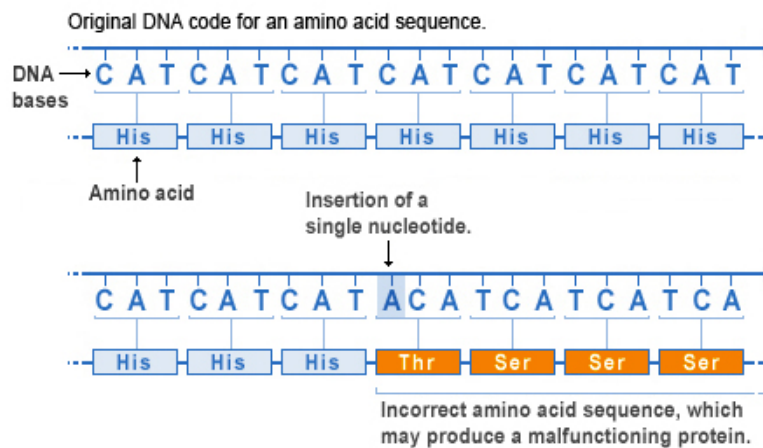 Original DNA code for an amino acid sequence.
DNA bases
C A T C A T C A T C A T C A T C A T C A T
His His His His His His His
Amino acid
Insertion of a
single nucleotide.
C A T C A T C A T A C A T C A T C A T C A
His His His Thr Ser Ser Ser
Incorrect amino acid sequence, which
may produce a malfunctioning protein.